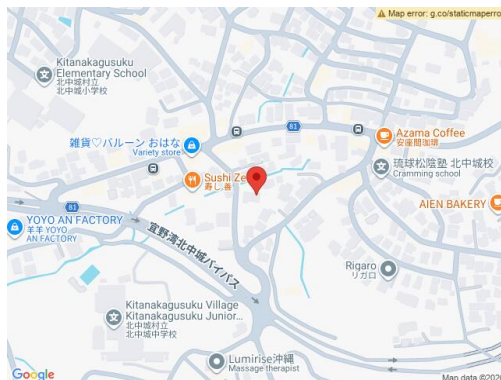 Map error: g.co/staticmaperro
Kitanakagusuku
Elementary School
北中城村立
北中城小学校
81
雑貨♡バルーン おはな
Variety store
Azama Coffee
安座間珈琲
琉球松陰塾 北中城校
Cramming school
Sushi Ze
寿し善
AIEN BAKERY
81
YOYO AN FACTORY
羊羊 YOYO
AN FACTORY
宜野湾北中城バイパス
Rigaro
リガロ
Kitanakagusuku Village
Kitanakagusuku Junior...
北中城村立
北中城中学校
Lumirise沖縄
Massage therapist
Google
Map data ©202